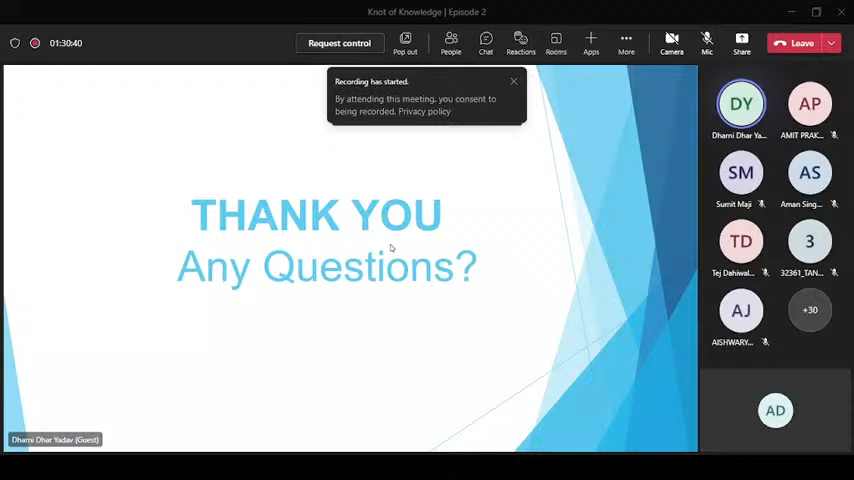 Knot of Knowledge | Episode 2
01:30:40
Request control
Pop out
People
Chat
Reactions
Rooms
Apps
More
Camera
Mic
Share
Leave
Recording has started.
By attending this meeting, you consent to
being recorded. Privacy policy
THANK YOU
Any Questions?
Dharni Dhar Yadav (Guest)
DY
Dharni Dhar Ya...
AP
AMIT PRAK...
SM
Sumit Maji
AS
Aman Sing...
TD
Tej Dahiwal...
3
32361_TAN...
AJ
AISHWARY...
+30
AD